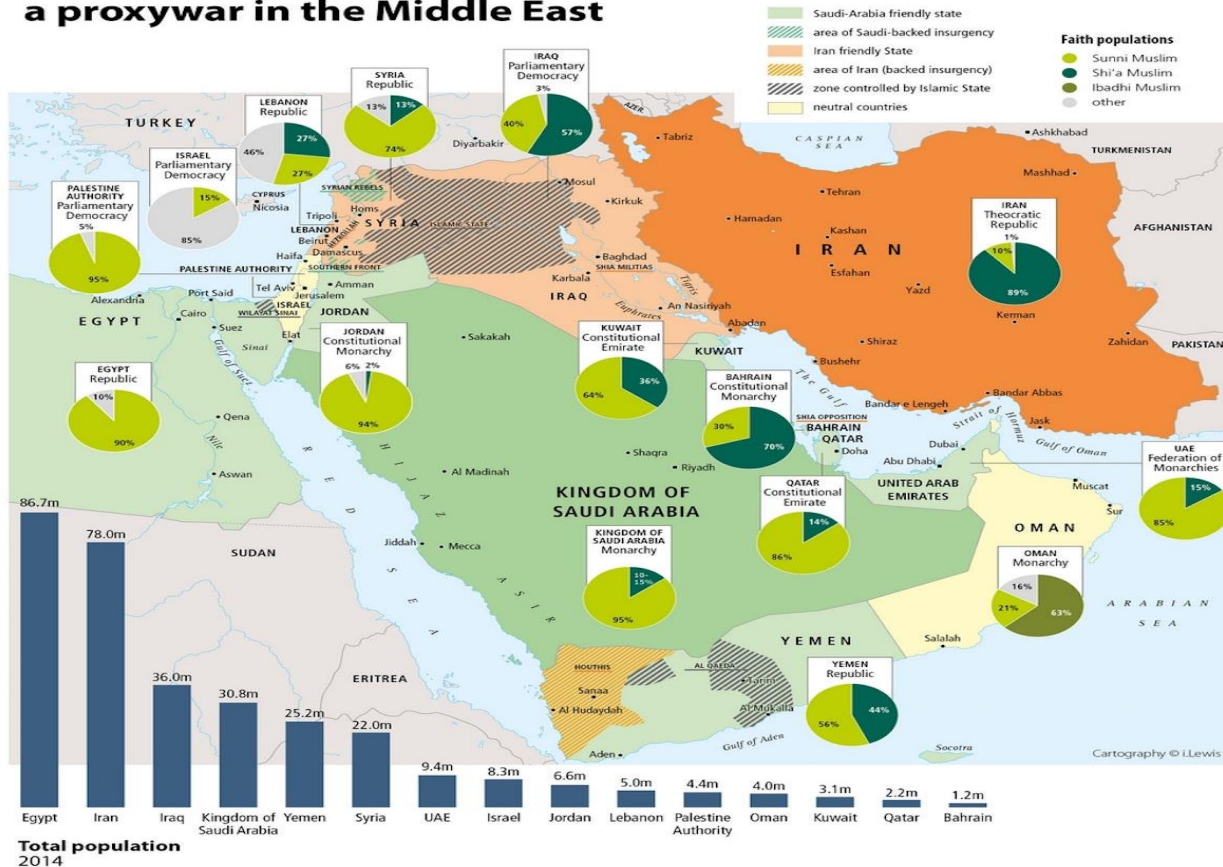 a proxywar in the Middle East
Saudi-Arabia friendly state
area of Saudi-backed insurgency
Iran friendly State
area of Iran (backed insurgency)
zone controlled by Islamic State
neutral countries
Faith populations
Sunni Muslim
Shi'a Muslim
Ibadhi Muslim
other
IRAQ
Parliamentary
Democracy
3%
40%
57%
SYRIA
Republic
13%
13%
74%
LEBANON
Republic
27%
46%
27%
ISRAEL
Parliamentary
Democracy
15%
85%
PALESTINE
AUTHORITY
Parliamentary
Democracy
5%
95%
IRAN
Theocratic
Republic
1%
10%
89%
EGYPT
Republic
10%
90%
JORDAN
Constitutional
Monarchy
6%
2%
94%
KUWAIT
Constitutional
Emirate
36%
64%
BAHRAIN
Constitutional
Monarchy
30%
70%
QATAR
Constitutional
Emirate
14%
86%
UAE
Federation of
Monarchies
15%
85%
KINGDOM OF
SAUDI ARABIA
Monarchy
10-
15%
95%
OMAN
Monarchy
16%
21%
63%
YEMEN
Republic
44%
56%
TURKEY
AZER.
CASPIAN
SEA
Ashkhabad
TURKMENISTAN
Mashhad
AFGHANISTAN
PAKISTAN
Tabriz
Tehran
Hamadan
Kashan
IRAN
Esfahan
Yazd
Kerman
Zahidan
Shiraz
Bushehr
Abadan
Bandar Abbas
Bandar e Lengeh
Jask
Strait of Hormuz
Gulf of Oman
The Gulf
Diyarbakir
Mosul
Kirkuk
Baghdad
SHIA MILITIAS
Karbala
Tigris
Euphrates
An Nasiriyah
IRAQ
SYRIAN REBELS
SYRIA
ISLAMIC STATE
Homs
Tripoli
LEBANON
Beirut
HEZBOLLAH
Damascus
SOUTHERN FRONT
CYPRUS
Nicosia
Haifa
PALESTINE AUTHORITY
Tel Aviv
Jerusalem
Amman
ISRAEL
JORDAN
WILAYAT SINAI
Elat
Sinai
Alexandria
Port Said
Cairo
Suez
EGYPT
Gulf of Suez
Qena
Nile
Aswan
SUDAN
ERITREA
RED SEA
HIJAZ
ASIR
Sakakah
KUWAIT
SHIA OPPOSITION
BAHRAIN
QATAR
Doha
Dubai
Abu Dhabi
UNITED ARAB
EMIRATES
Shaqra
Riyadh
Al Madinah
KINGDOM OF
SAUDI ARABIA
Jiddah
Mecca
Muscat
Sur
OMAN
Salalah
ARABIAN
SEA
YEMEN
HOUTHIS
Sanaa
Al Hudaydah
AL QAEDA
Tarim
Al Mukalla
Aden
Gulf of Aden
Socotra
Cartography © i.Lewis
86.7m
78.0m
36.0m
30.8m
25.2m
22.0m
9.4m
8.3m
6.6m
5.0m
4.4m
4.0m
3.1m
2.2m
1.2m
Egypt
Iran
Iraq
Kingdom of
Saudi Arabia
Yemen
Syria
UAE
Israel
Jordan
Lebanon
Palestine
Authority
Oman
Kuwait
Qatar
Bahrain
Total population
2014